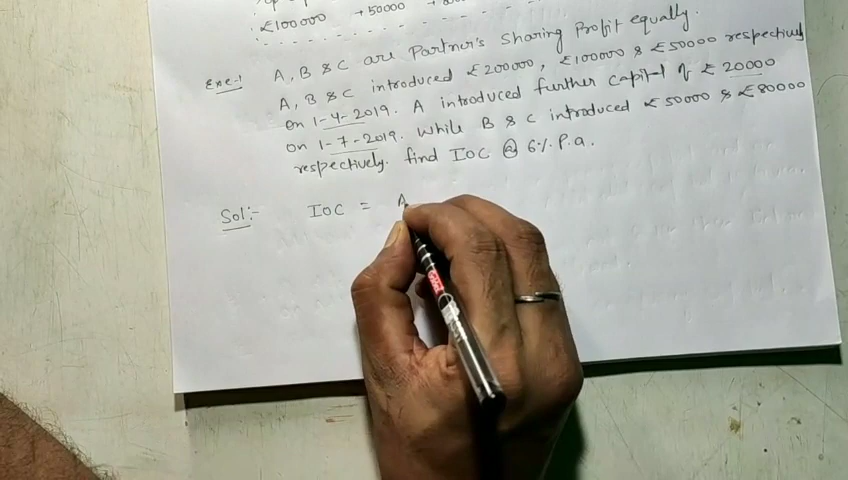 ₹100000 +50000
Exe-1 A, B & C are Partner's Sharing Profit equally.
A, B & C introduced ₹200000, ₹100000 & ₹50000 respectively
on 1-4-2019. A introduced further capital of ₹20000
on 1-7-2019. while B & C introduced ₹50000 & ₹80000
respectively. find IOC @ 6% P.a.
Sol:- IOC = A